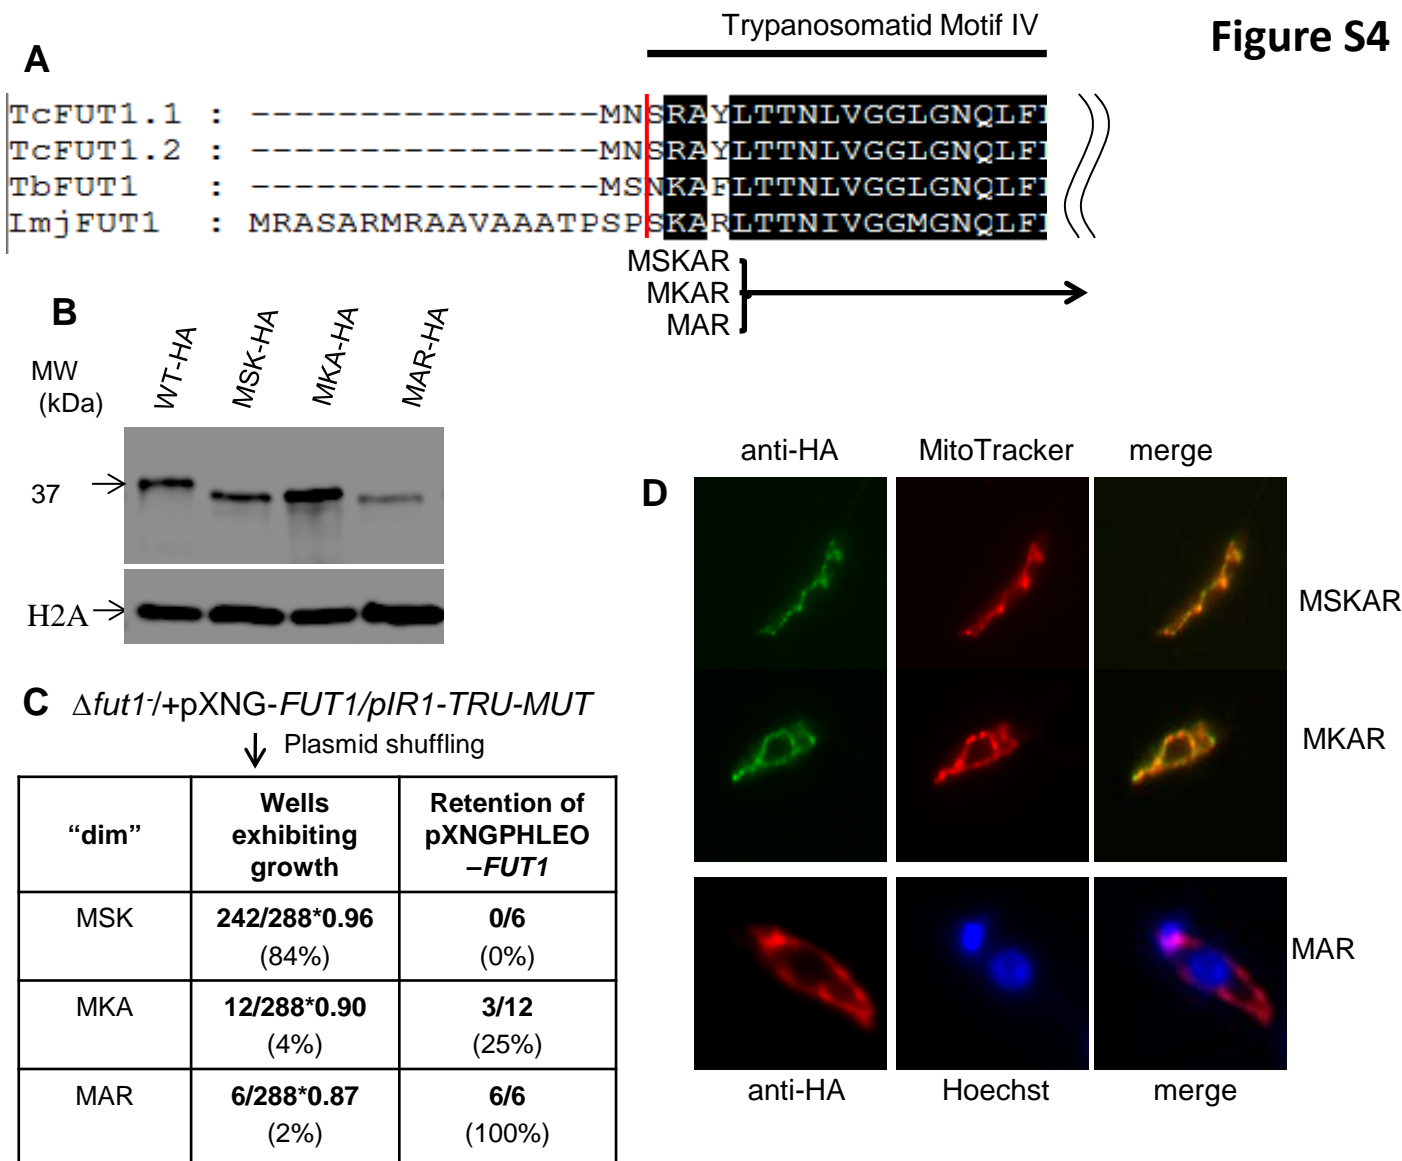 Figure S4
Trypanosomatid Motif IV
A
TcFUT1.1 : ----------------MNSRAYLTTNLVGGLGNQLFI
TcFUT1.2 : ----------------MNSRAYLTTNLVGGLGNQLFI
TbFUT1 : ----------------MSNKAFLTTNLVGGLGNQLFI
LmjFUT1 : MRASARMRAAVAAATPSPSKARLTTNIVGGMGNQLFI
MSKAR
MKAR
MAR
B
MW
(kDa)
WT-HA
MSK-HA
MKA-HA
MAR-HA
37
H2A
C Δfut1⁻/+pXNG-FUT1/pIR1-TRU-MUT
Plasmid shuffling
“dim”
Wells
exhibiting
growth
Retention of
pXNGPHLEO
–FUT1
MSK
242/288*0.96
(84%)
0/6
(0%)
MKA
12/288*0.90
(4%)
3/12
(25%)
MAR
6/288*0.87
(2%)
6/6
(100%)
D
anti-HA
MitoTracker
merge
MSKAR
MKAR
MAR
anti-HA
Hoechst
merge